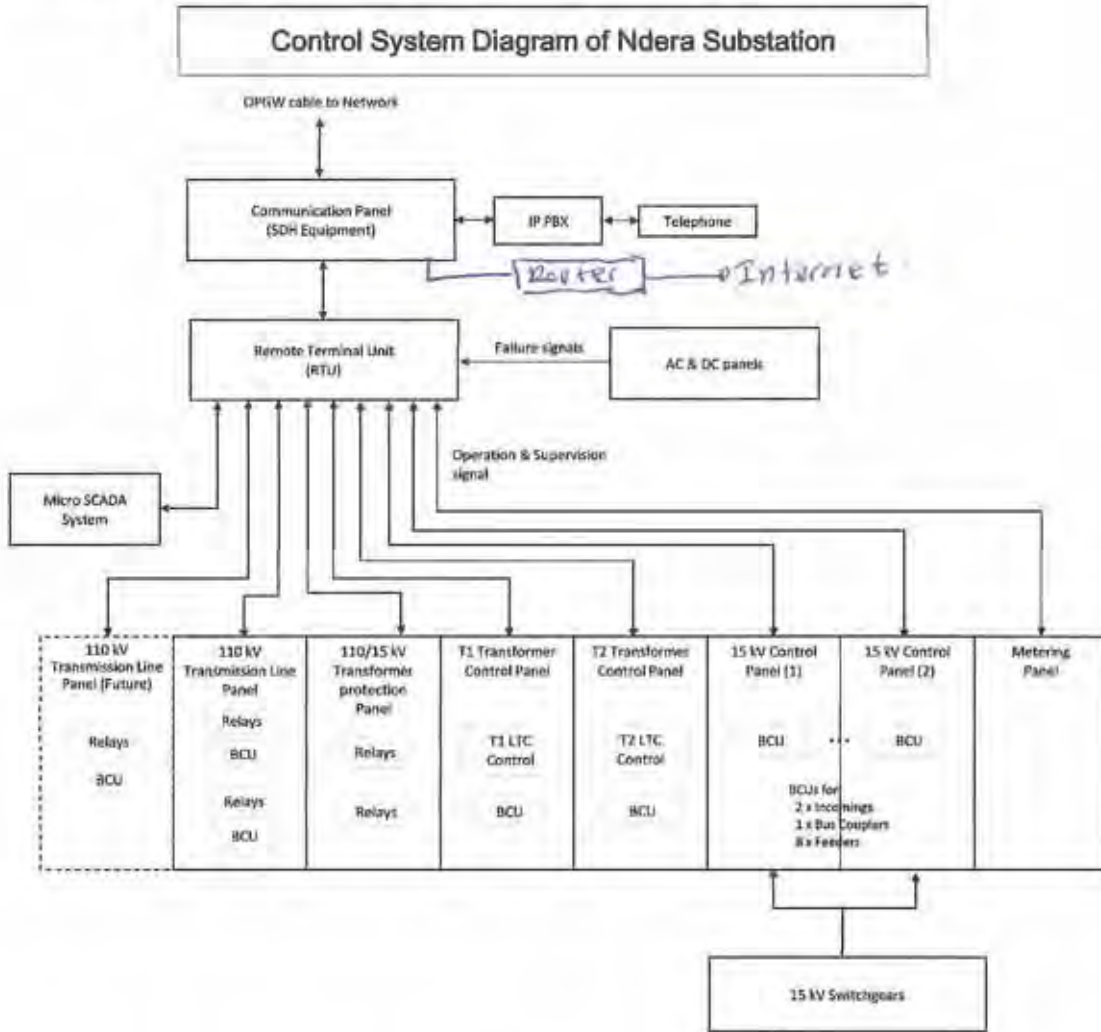 Control System Diagram of Ndera Substation
OPGW cable to Network
Communication Panel
(SDH Equipment)
IP PBX
Telephone
Router
Internet
Remote Terminal Unit
(RTU)
Failure signals
AC & DC panels
Operation & Supervision
signal
Micro SCADA
System
110 kV
Transmission Line
Panel (Future)
Relays
BCU
110 kV
Transmission Line
Panel
Relays
BCU
Relays
BCU
110/15 kV
Transformer
protection
Panel
Relays
Relays
T1 Transformer
Control Panel
T1 LTC
Control
BCU
T2 Transformer
Control Panel
T2 LTC
Control
BCU
15 kV Control
Panel (1)
BCU
...
15 kV Control
Panel (2)
BCU
BCUs for
2 x Incomings
1 x Bus Couplers
8 x Feeders
Metering
Panel
15 kV Switchgears